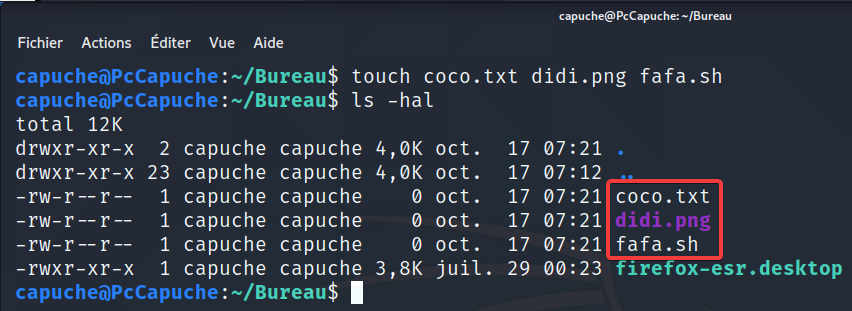 capuche@PcCapuche: ~/Bureau
Fichier Actions Éditer Vue Aide
capuche@PcCapuche:~/Bureau$ touch coco.txt didi.png fafa.sh
capuche@PcCapuche:~/Bureau$ ls -hal
total 12K
drwxr-xr-x 2 capuche capuche 4,0K oct. 17 07:21 .
drwxr-xr-x 23 capuche capuche 4,0K oct. 17 07:12 ..
-rw-r--r-- 1 capuche capuche 0 oct. 17 07:21 coco.txt
-rw-r--r-- 1 capuche capuche 0 oct. 17 07:21 didi.png
-rw-r--r-- 1 capuche capuche 0 oct. 17 07:21 fafa.sh
-rwxr-xr-x 1 capuche capuche 3,8K juil. 29 00:23 firefox-esr.desktop
capuche@PcCapuche:~/Bureau$